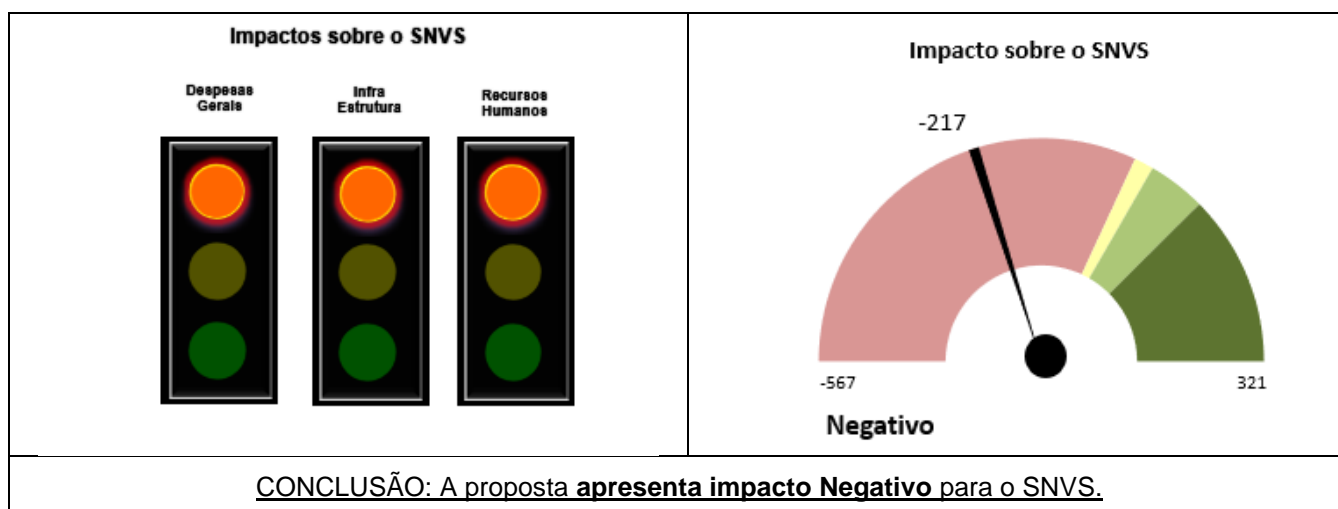 Impactos sobre o SNVS
Despesas
Gerais
Infra
Estrutura
Recursos
Humanos
Impacto sobre o SNVS
-217
-567
321
Negativo
CONCLUSÃO: A proposta apresenta impacto Negativo para o SNVS.